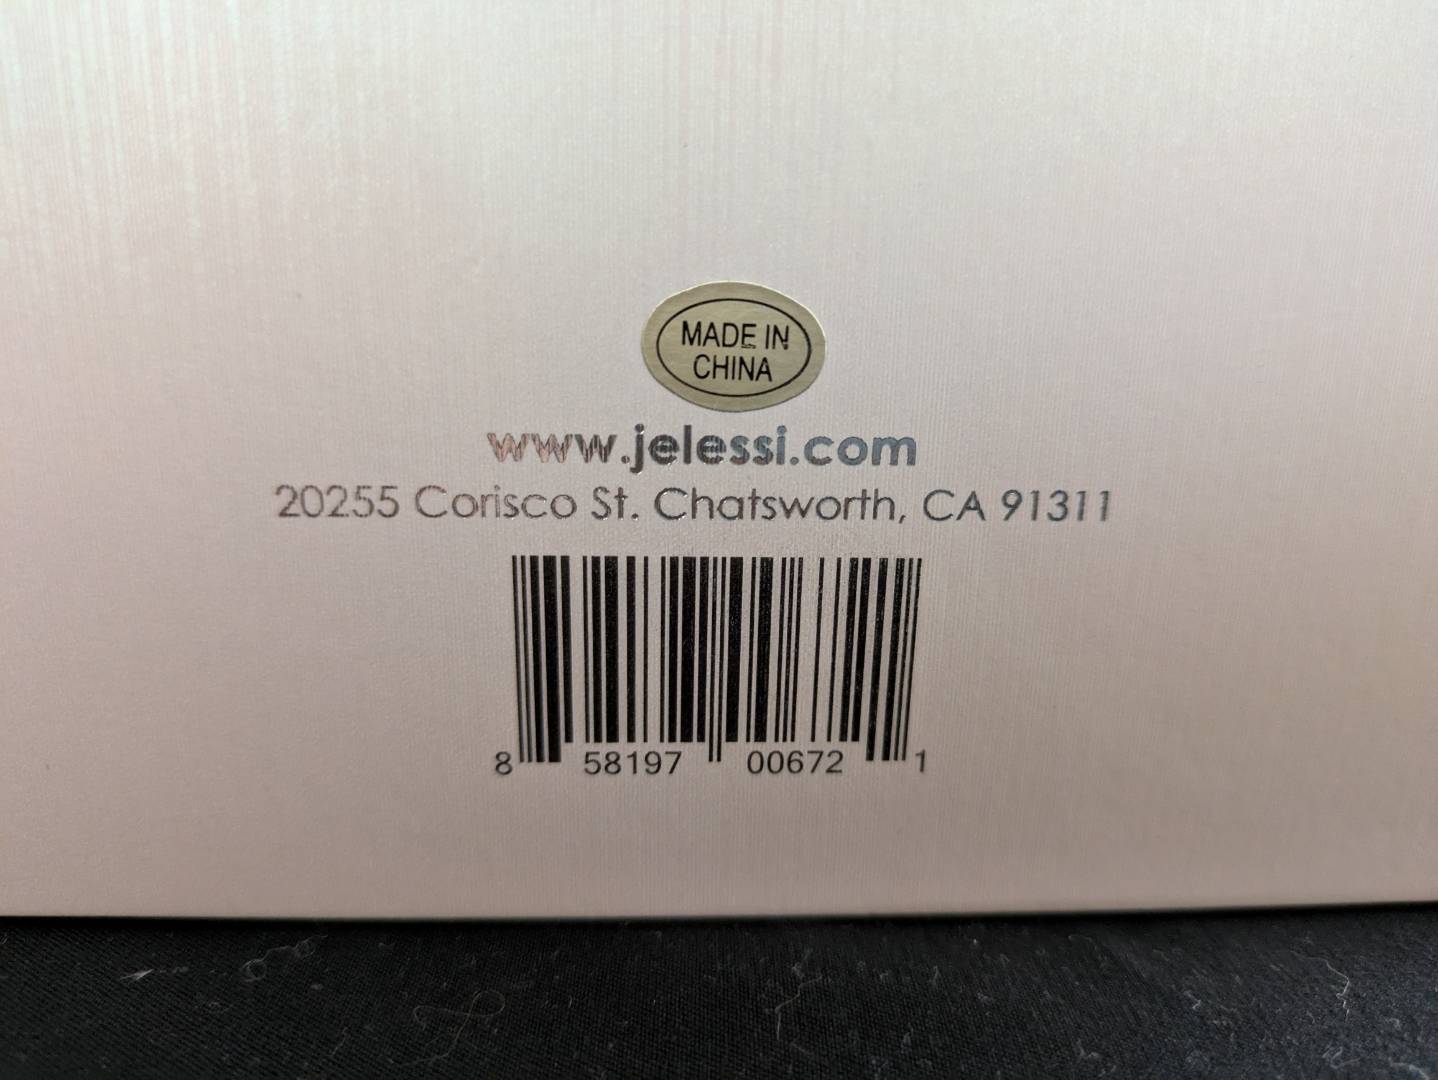 MADE IN
CHINA
www.jelessi.com
20255 Corisco St. Chatsworth, CA 91311
8 58197 00672 1